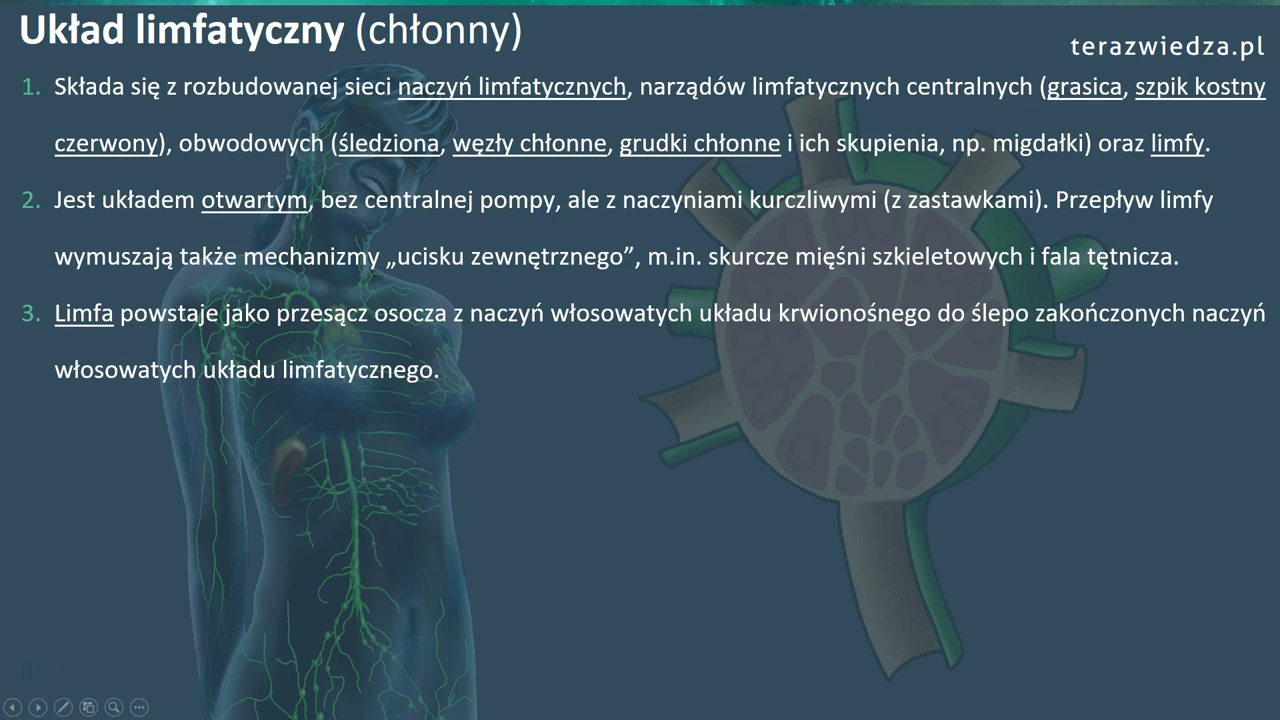 Układ limfatyczny (chłonny)
terazwiedza.pl
1. Składa się z rozbudowanej sieci naczyń limfatycznych, narządów limfatycznych centralnych (grasica, szpik kostny
czerwony), obwodowych (śledziona, węzły chłonne, grudki chłonne i ich skupienia, np. migdałki) oraz limfy.
2. Jest układem otwartym, bez centralnej pompy, ale z naczyniami kurczliwymi (z zastawkami). Przepływ limfy
wymuszają także mechanizmy „ucisku zewnętrznego”, m.in. skurcze mięśni szkieletowych i fala tętnicza.
3. Limfa powstaje jako przesącz osocza z naczyń włosowatych układu krwionośnego do ślepo zakończonych naczyń
włosowatych układu limfatycznego.